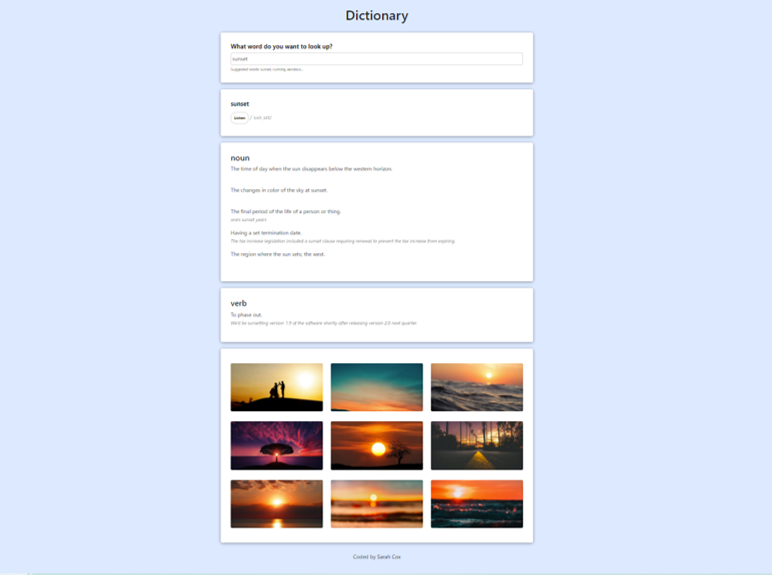 Dictionary
What word do you want to look up?
sunset
Suggested words: sunset, coming,
sunset
Listen
noun
The time of day when the sun disappears below the western horizon.
The changes in color of the sky at sunset.
The final period of the life of a person or thing.
one's sunset years
Having a set termination date.
The tax increase legislation included a sunset clause requiring renewal to prevent the tax increase from expiring.
The region where the sun sets; the west.
verb
To phase out.
We'll be sunsetting version 1.9 of the software shortly after releasing version 2.0 next quarter.
Coded by Sarah Cox